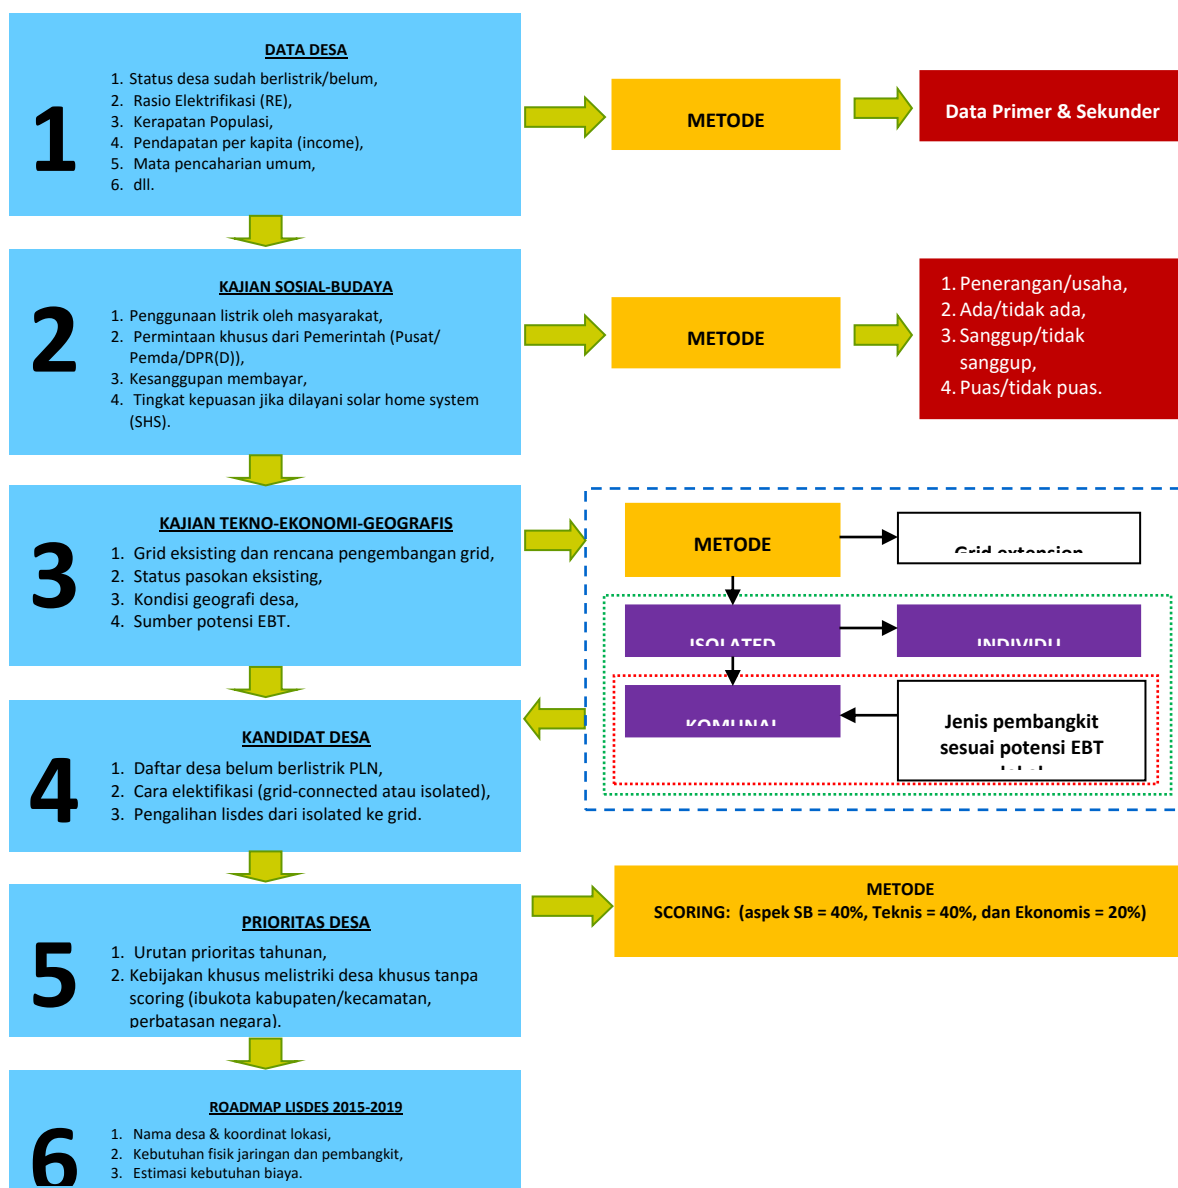 1
DATA DESA
1. Status desa sudah berlistrik/belum,
2. Rasio Elektrifikasi (RE),
3. Kerapatan Populasi,
4. Pendapatan per kapita (income),
5. Mata pencaharian umum,
6. dll.
METODE
Data Primer & Sekunder
2
KAJIAN SOSIAL-BUDAYA
1. Penggunaan listrik oleh masyarakat,
2. Permintaan khusus dari Pemerintah (Pusat/
Pemda/DPR(D)),
3. Kesanggupan membayar,
4. Tingkat kepuasan jika dilayani solar home system
(SHS).
METODE
1. Penerangan/usaha,
2. Ada/tidak ada,
3. Sanggup/tidak
sanggup,
4. Puas/tidak puas.
3
KAJIAN TEKNO-EKONOMI-GEOGRAFIS
1. Grid eksisting dan rencana pengembangan grid,
2. Status pasokan eksisting,
3. Kondisi geografi desa,
4. Sumber potensi EBT.
METODE
Grid extension
ISOLATED
INDIVIDU
KOMUNAL
Jenis pembangkit
sesuai potensi EBT
lokal
4
KANDIDAT DESA
1. Daftar desa belum berlistrik PLN,
2. Cara elektifikasi (grid-connected atau isolated),
3. Pengalihan lisdes dari isolated ke grid.
5
PRIORITAS DESA
1. Urutan prioritas tahunan,
2. Kebijakan khusus melistriki desa khusus tanpa
scoring (ibukota kabupaten/kecamatan,
perbatasan negara).
METODE
SCORING: (aspek SB = 40%, Teknis = 40%, dan Ekonomis = 20%)
6
ROADMAP LISDES 2015-2019
1. Nama desa & koordinat lokasi,
2. Kebutuhan fisik jaringan dan pembangkit,
3. Estimasi kebutuhan biaya.